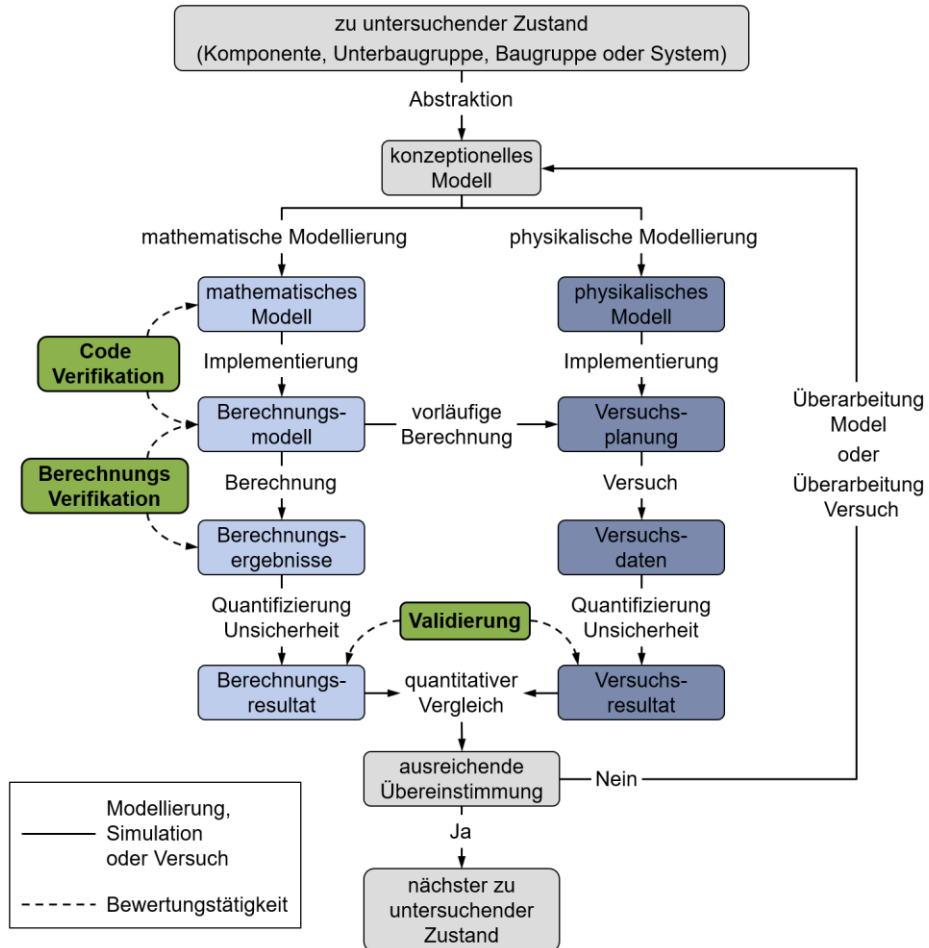 zu untersuchender Zustand
(Komponente, Unterbaugruppe, Baugruppe oder System)
Abstraktion
konzeptionelles
Modell
mathematische Modellierung
physikalische Modellierung
mathematisches
Modell
physikalisches
Modell
Code
Verifikation
Implementierung
Implementierung
Berechnungs-
modell
vorläufige
Berechnung
Versuchs-
planung
Überarbeitung
Model
oder
Überarbeitung
Versuch
Berechnungs
Verifikation
Berechnung
Versuch
Berechnungs-
ergebnisse
Versuchs-
daten
Quantifizierung
Unsicherheit
Validierung
Quantifizierung
Unsicherheit
Berechnungs-
resultat
quantitativer
Vergleich
Versuchs-
resultat
ausreichende
Übereinstimmung
Nein
Ja
nächster zu
untersuchender
Zustand
Modellierung,
Simulation
oder Versuch
Bewertungstätigkeit